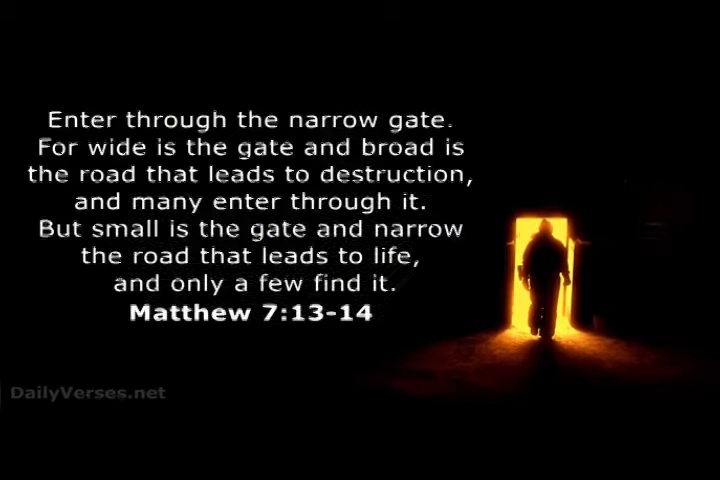 Enter through the narrow gate.
For wide is the gate and broad is
the road that leads to destruction,
and many enter through it.
But small is the gate and narrow
the road that leads to life,
and only a few find it.
Matthew 7:13-14
DailyVerses.net